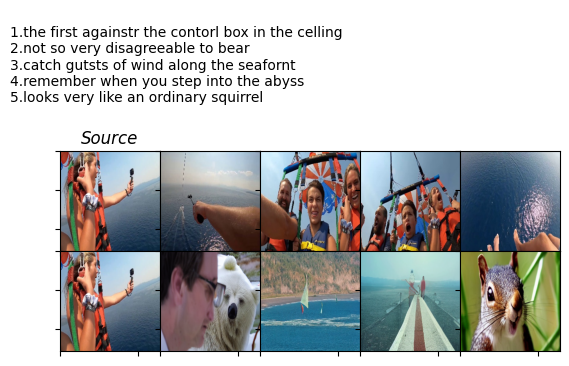 1.the first againstr the contorl box in the celling
2.not so very disagreeable to bear
3.catch gutsts of wind along the seafornt
4.remember when you step into the abyss
5.looks very like an ordinary squirrel
Source